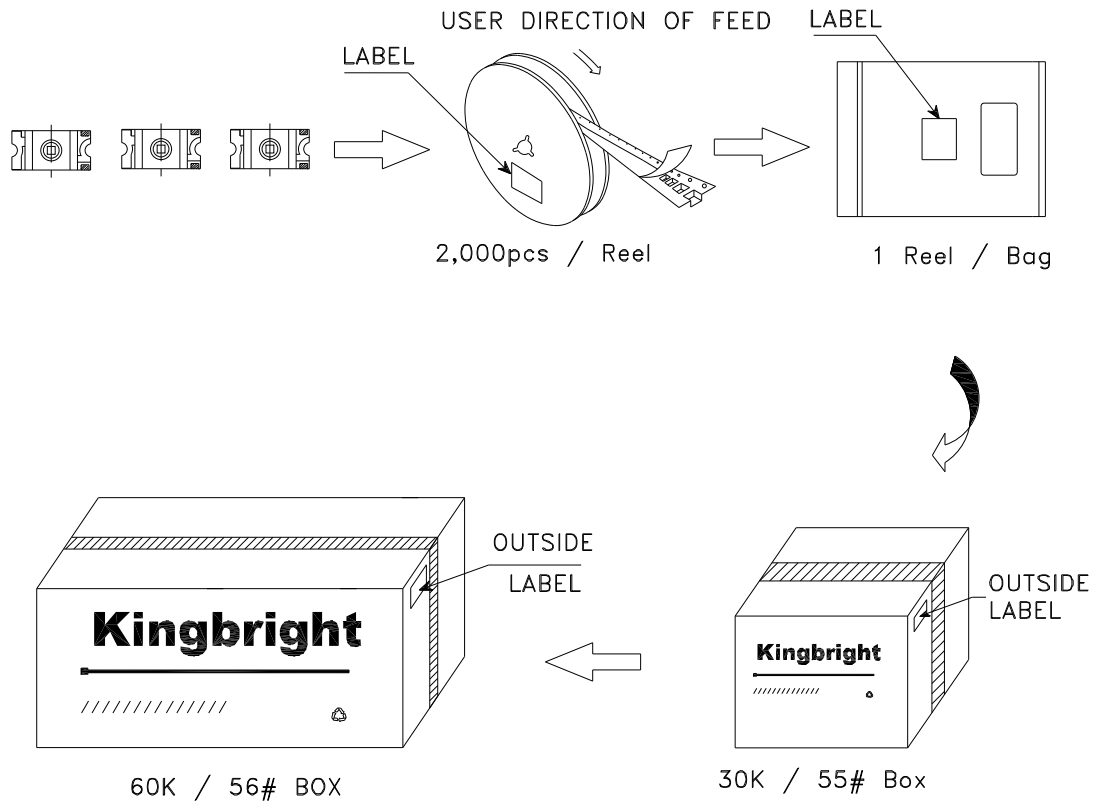 USER DIRECTION OF FEED
LABEL
LABEL
2,000pcs / Reel
1 Reel / Bag
OUTSIDE
LABEL
Kingbright
60K / 56# BOX
OUTSIDE
LABEL
Kingbright
30K / 55# Box